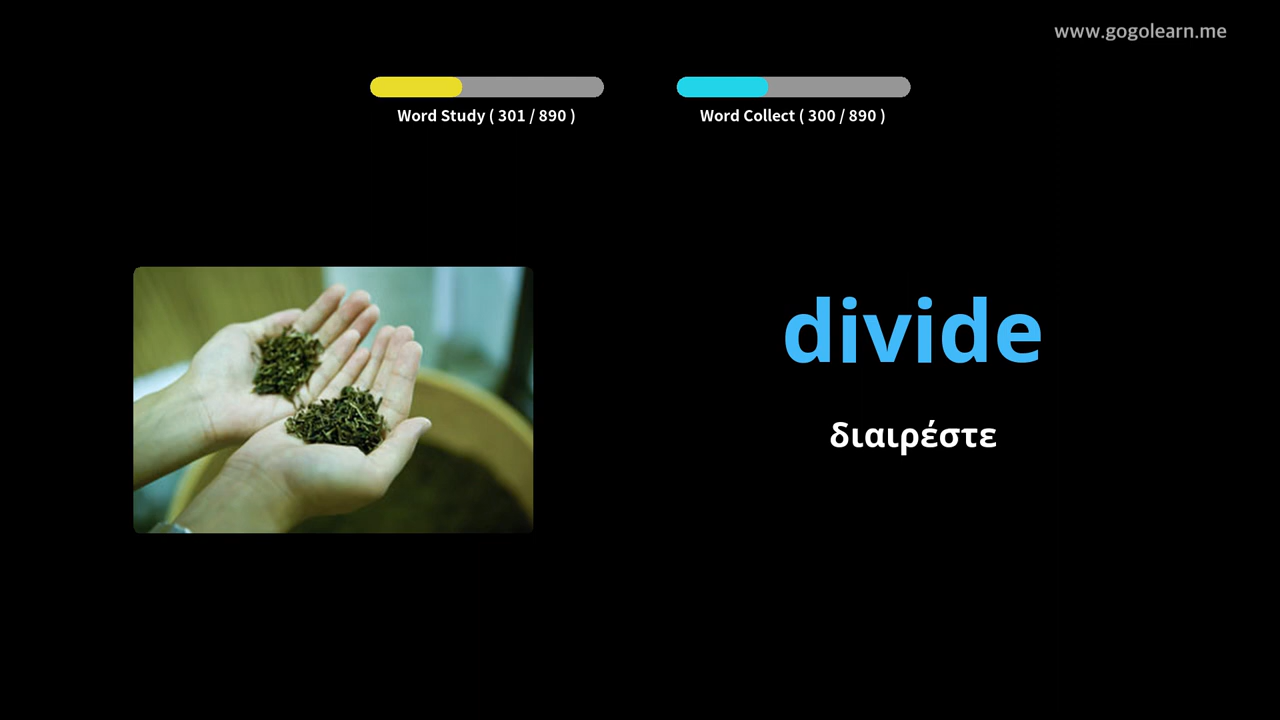 www.gogolearn.me
Word Study ( 301 / 890 )
Word Collect ( 300 / 890 )
divide
διαιρέστε